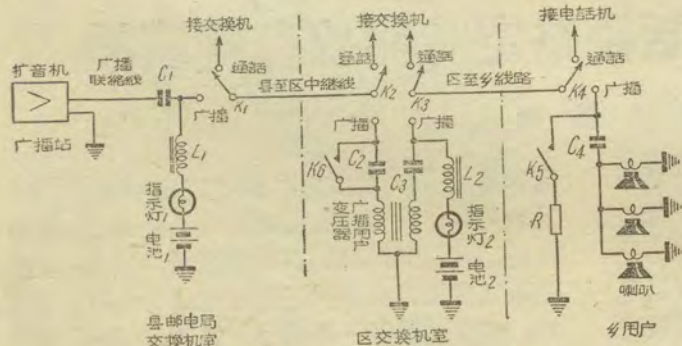 接交换机
接交换机
接电话机
扩音机
广播
联络线
C1
通話
通話
通話
通話
县至区中継线
区至乡线路
K1
K2
K3
K4
广播
广播
广播
广播
广播站
L1
K6
C2
C3
L2
K5
C4
指示灯1
电池1
广播用户
变压器
指示灯2
电池2
R
喇叭
县邮电局
交换机室
区交换机室
乡用户